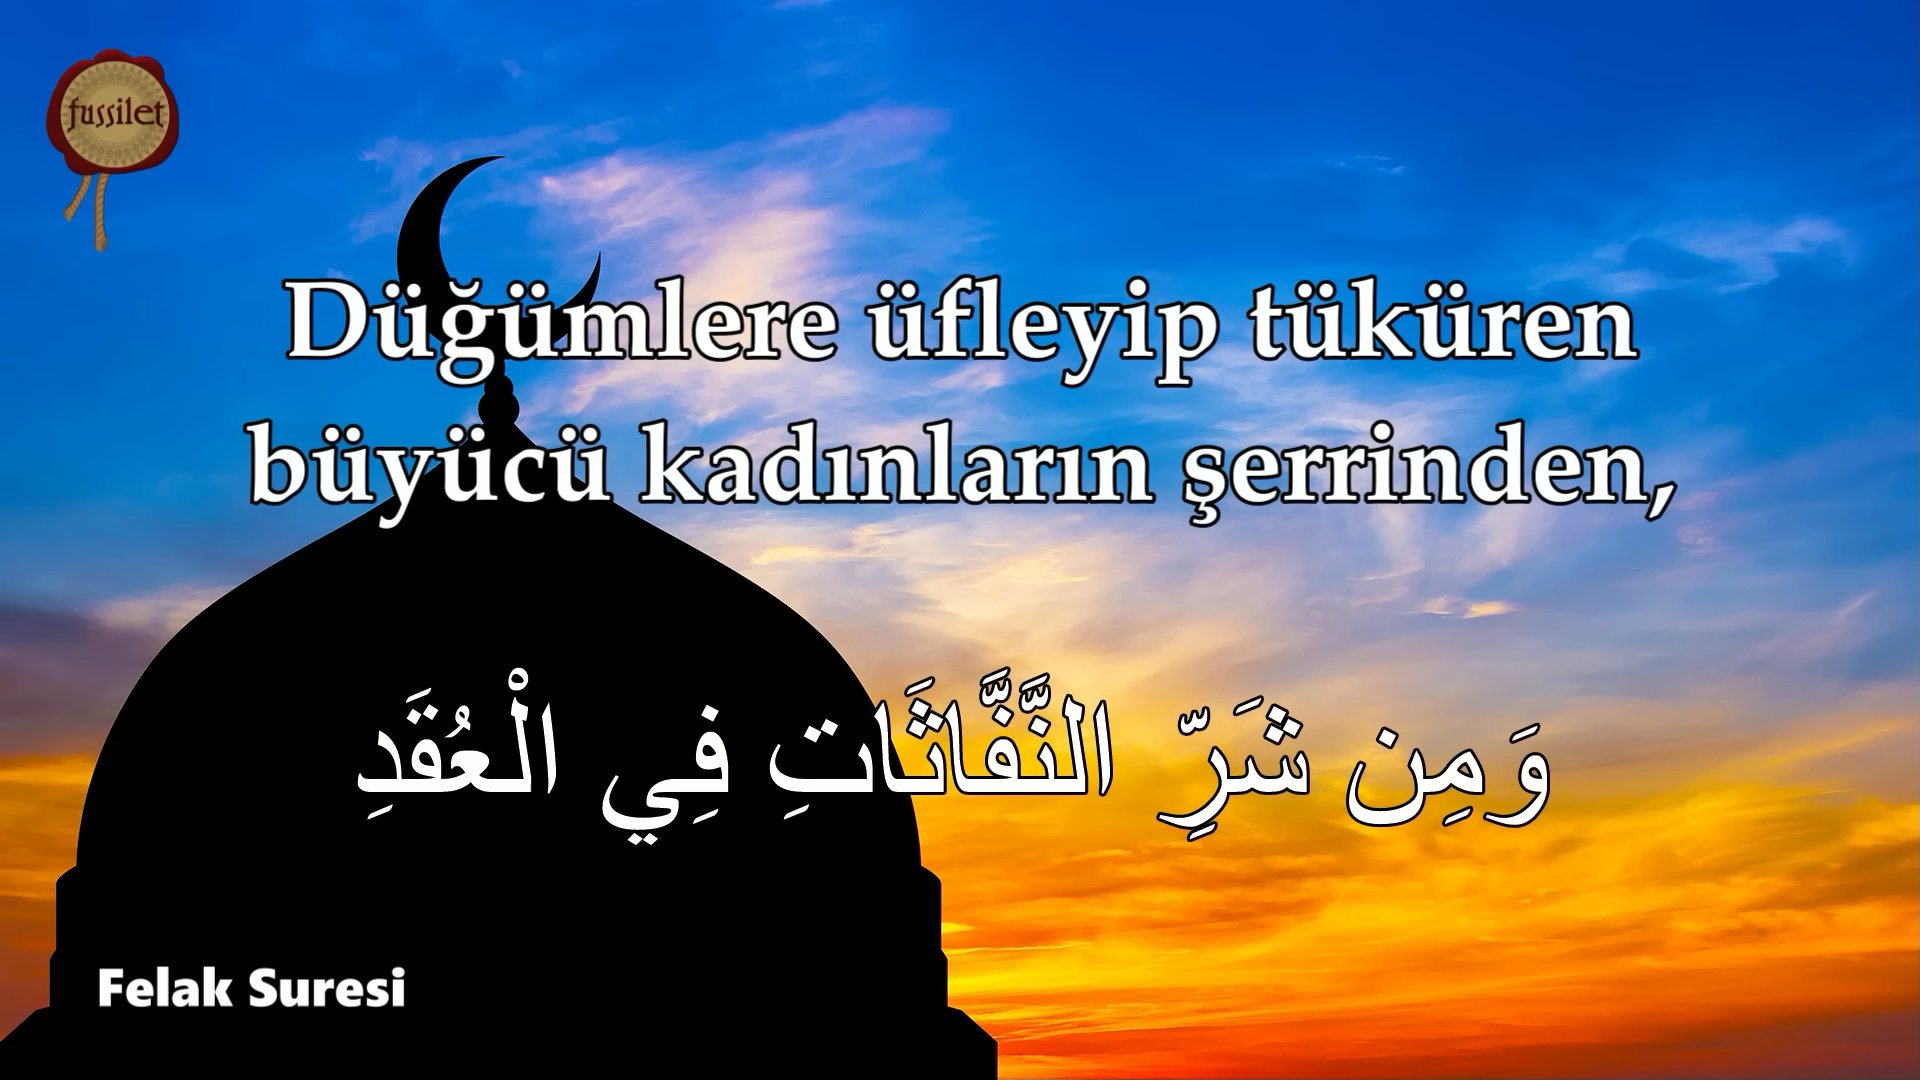 fussilet
Düğümlere üfleyip tüküren
büyücü kadınların şerrinden,
وَمِن شَرِّ النَّفَّاثَاتِ فِي الْعُقَدِ
Felak Suresi